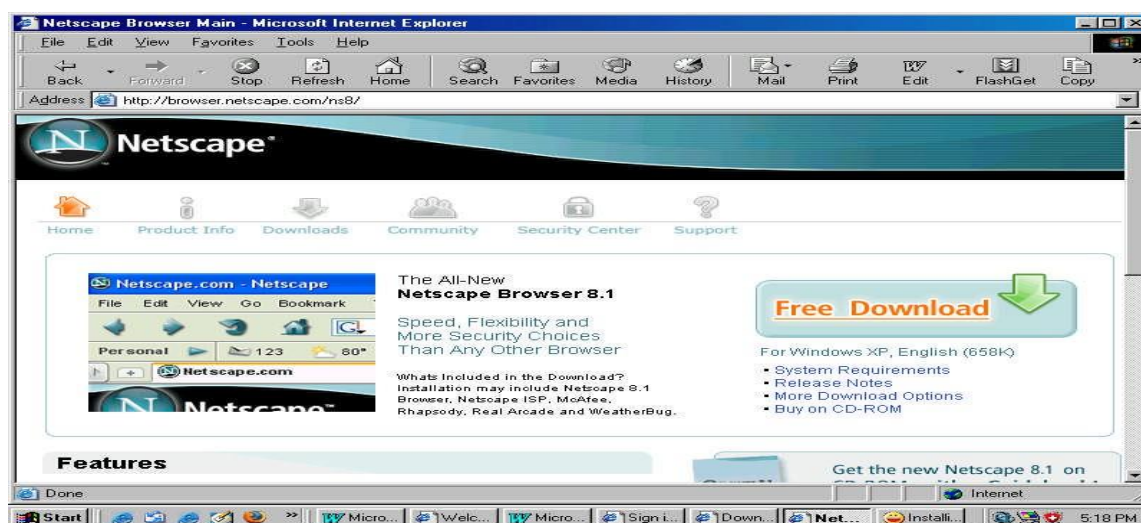 Netscape Browser Main - Microsoft Internet Explorer
File Edit View Favorites Tools Help
Back Forward Stop Refresh Home Search Favorites Media History Mail Print Edit FlashGet Copy
Address http://browser.netscape.com/ns8/
N Netscape
Home Product Info Downloads Community Security Center Support
Netscape.com - Netscape
File Edit View Go Bookmark
Personal 123 80°
Netscape.com
N Netscape
The All-New
Netscape Browser 8.1
Speed, Flexibility and
More Security Choices
Than Any Other Browser
Whats Included in the Download?
Installation may include Netscape 8.1
Browser, Netscape ISP, McAfee,
Rhapsody, Real Arcade and WeatherBug.
Free Download
For Windows XP, English (658K)
▪ System Requirements
▪ Release Notes
▪ More Download Options
▪ Buy on CD-ROM
Features
Get the new Netscape 8.1 on
Done Internet
Start Micro... Welc... Micro... Sign i... Down... Net... Installi... 5:18 PM